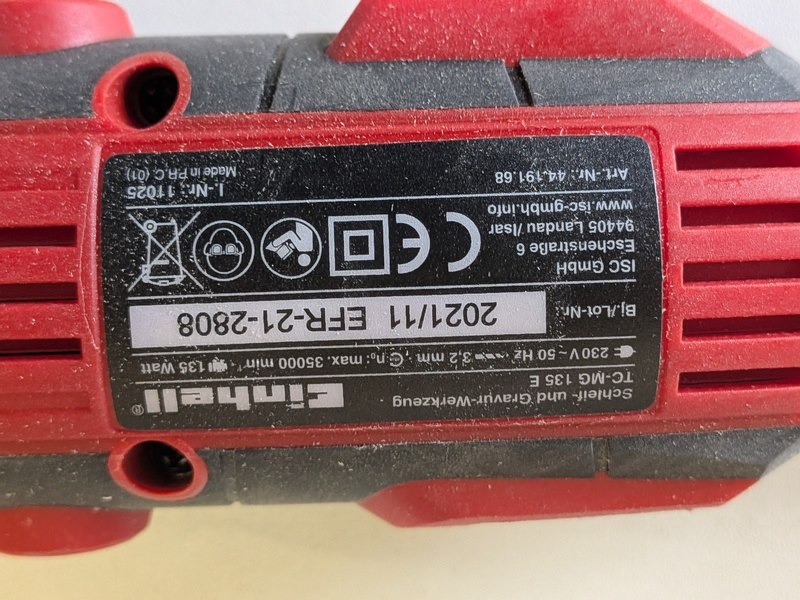 Schleif- und Gravur-Werkzeug
TC-MG 135 E
Einhell®
230 V ~ 50 Hz 3,2 mm n₀: max. 35000 min⁻¹ 135 Watt
Bj./Lot-Nr: 2021/11 EFR-21-2808
ISC GmbH
Eschenstraße 6
94405 Landau /Isar
www.isc-gmbh.info
CE
Art.-Nr.: 44.191.68
I.-Nr.: 11025
Made in P.R.C (01)